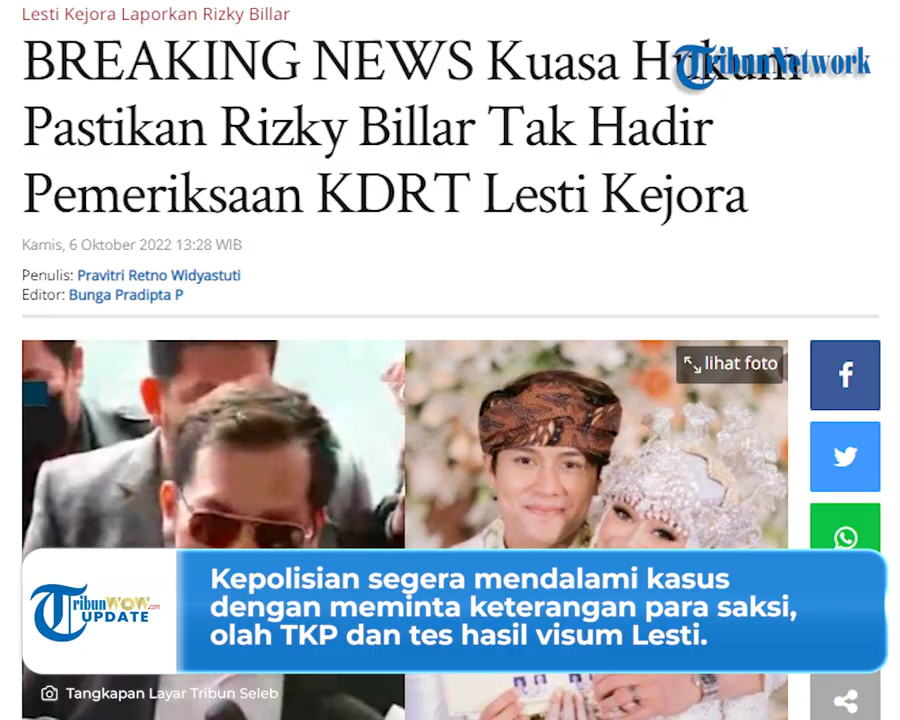 Lesti Kejora Laporkan Rizky Billar
BREAKING NEWS Kuasa Hukum
TribunNetwork
Pastikan Rizky Billar Tak Hadir
Pemeriksaan KDRT Lesti Kejora
Kamis, 6 Oktober 2022 13:28 WIB
Penulis: Pravitri Retno Widyastuti
Editor: Bunga Pradipta P
lihat foto
f
Kepolisian segera mendalami kasus
dengan meminta keterangan para saksi,
olah TKP dan tes hasil visum Lesti.
TribunWOW.com
UPDATE
Tangkapan Layar Tribun Seleb